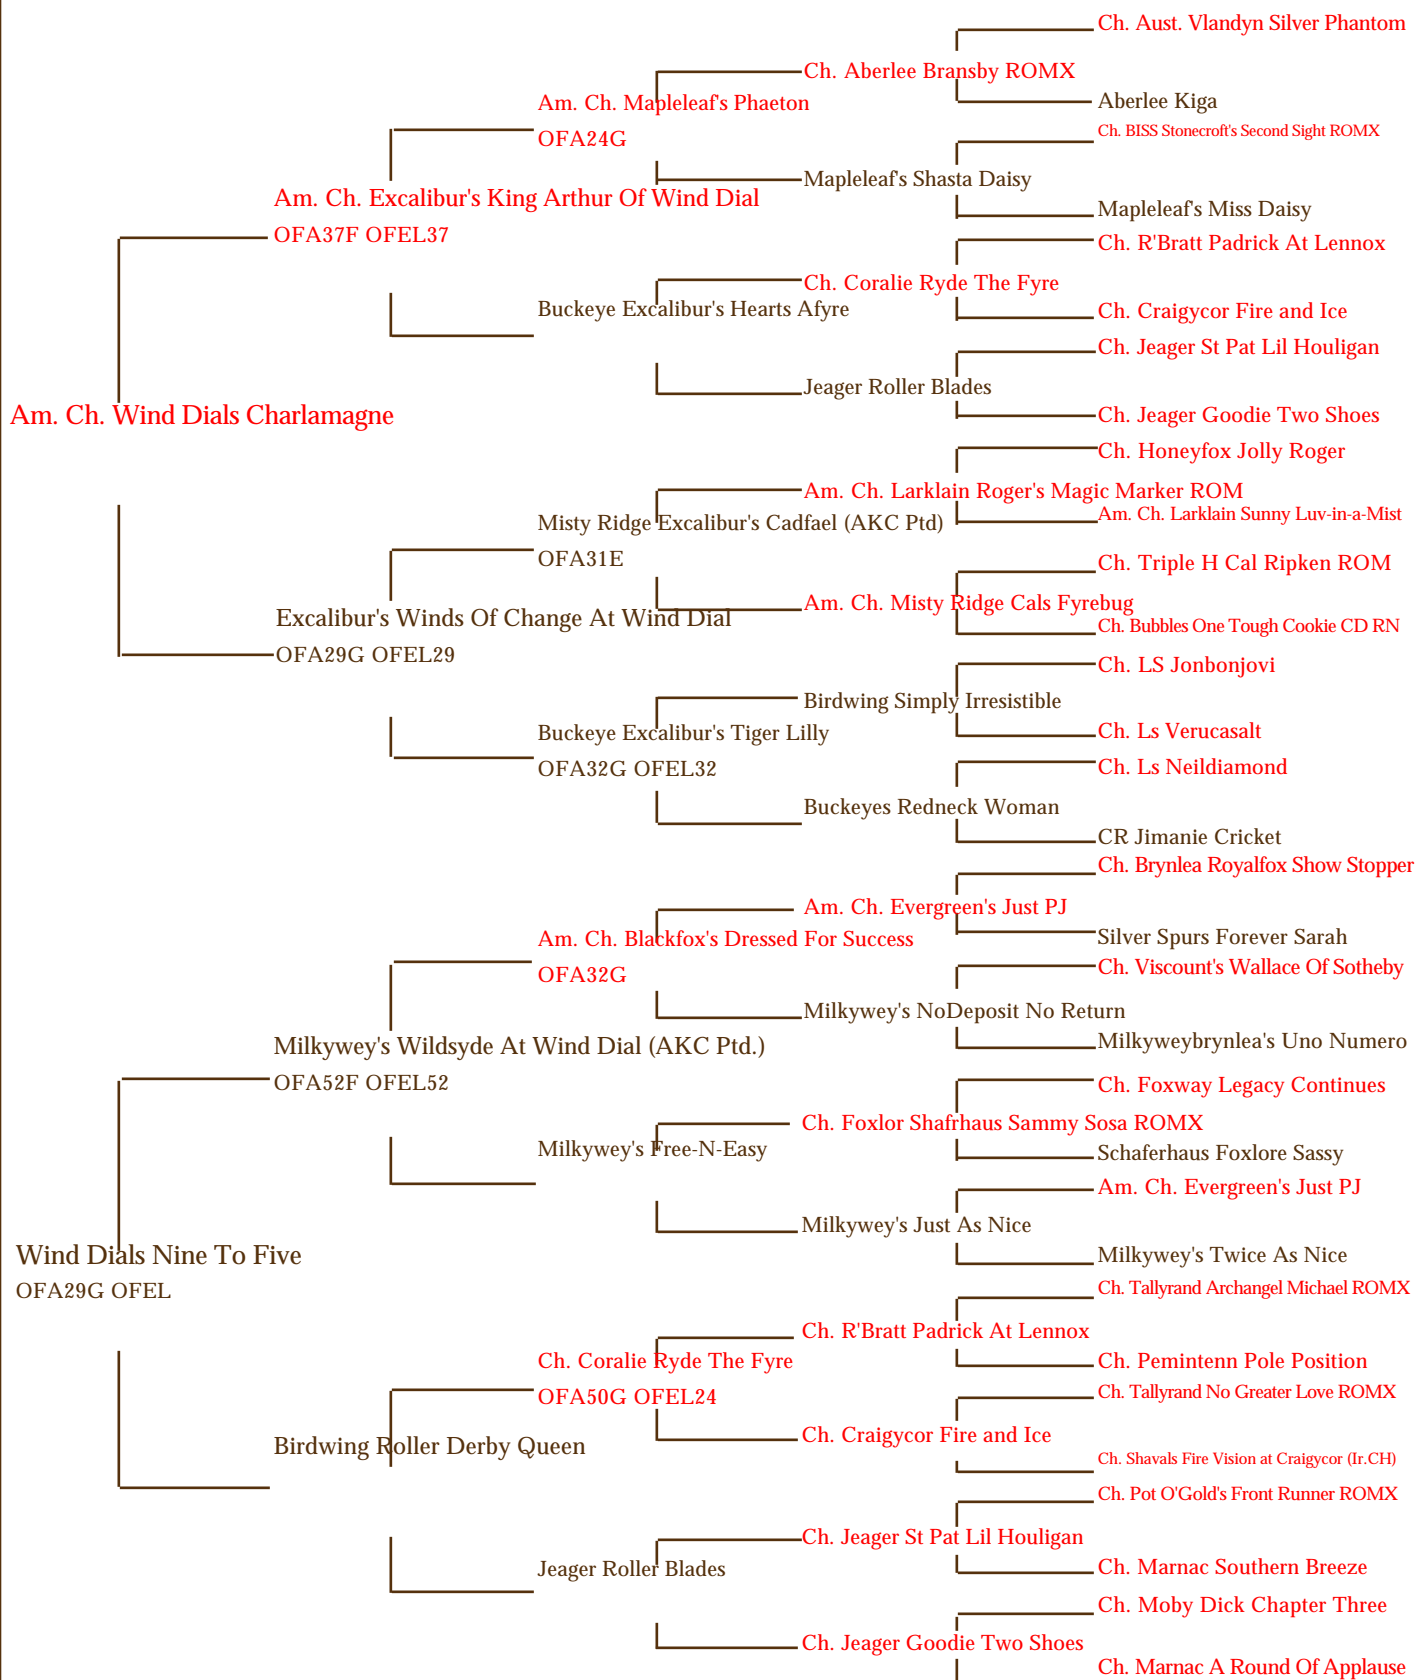 Ch. Aust. Vlandyn Silver Phantom
Ch. Aberlee Bransby ROMX
Am. Ch. Mapleleaf's Phaeton
Aberlee Kiga
Ch. BISS Stonecroft's Second Sight ROMX
OFA24G
Mapleleaf's Shasta Daisy
Am. Ch. Excalibur's King Arthur Of Wind Dial
Mapleleaf's Miss Daisy
OFA37F OFEL37
Ch. R'Bratt Padrick At Lennox
Ch. Coralie Ryde The Fyre
Buckeye Excalibur's Hearts Afyre
Ch. Craigycor Fire and Ice
Ch. Jeager St Pat Lil Houligan
Jeager Roller Blades
Am. Ch. Wind Dials Charlamagne
Ch. Jeager Goodie Two Shoes
Ch. Honeyfox Jolly Roger
Am. Ch. Larklain Roger's Magic Marker ROM
Misty Ridge Excalibur's Cadfael (AKC Ptd)
Am. Ch. Larklain Sunny Luv-in-a-Mist
OFA31E
Ch. Triple H Cal Ripken ROM
Am. Ch. Misty Ridge Cals Fyrebug
Excalibur's Winds Of Change At Wind Dial
Ch. Bubbles One Tough Cookie CD RN
OFA29G OFEL29
Ch. LS Jonbonjovi
Birdwing Simply Irresistible
Buckeye Excalibur's Tiger Lilly
Ch. Ls Verucasalt
OFA32G OFEL32
Ch. Ls Neildiamond
Buckeyes Redneck Woman
CR Jimanie Cricket
Ch. Brynlea Royalfox Show Stopper
Am. Ch. Evergreen's Just PJ
Am. Ch. Blackfox's Dressed For Success
Silver Spurs Forever Sarah
OFA32G
Ch. Viscount's Wallace Of Sotheby
Milkywey's NoDeposit No Return
Milkywey's Wildsyde At Wind Dial (AKC Ptd.)
Milkyweybrynlea's Uno Numero
OFA52F OFEL52
Ch. Foxway Legacy Continues
Ch. Foxlor Shafrhaus Sammy Sosa ROMX
Milkywey's Free-N-Easy
Schaferhaus Foxlore Sassy
Am. Ch. Evergreen's Just PJ
Milkywey's Just As Nice
Wind Dials Nine To Five
Milkywey's Twice As Nice
OFA29G OFEL
Ch. Tallyrand Archangel Michael ROMX
Ch. R'Bratt Padrick At Lennox
Ch. Coralie Ryde The Fyre
Ch. Pemintenn Pole Position
OFA50G OFEL24
Ch. Tallyrand No Greater Love ROMX
Ch. Craigycor Fire and Ice
Birdwing Roller Derby Queen
Ch. Shavals Fire Vision at Craigycor (Ir.CH)
Ch. Pot O'Gold's Front Runner ROMX
Ch. Jeager St Pat Lil Houligan
Jeager Roller Blades
Ch. Marnac Southern Breeze
Ch. Moby Dick Chapter Three
Ch. Jeager Goodie Two Shoes
Ch. Marnac A Round Of Applause